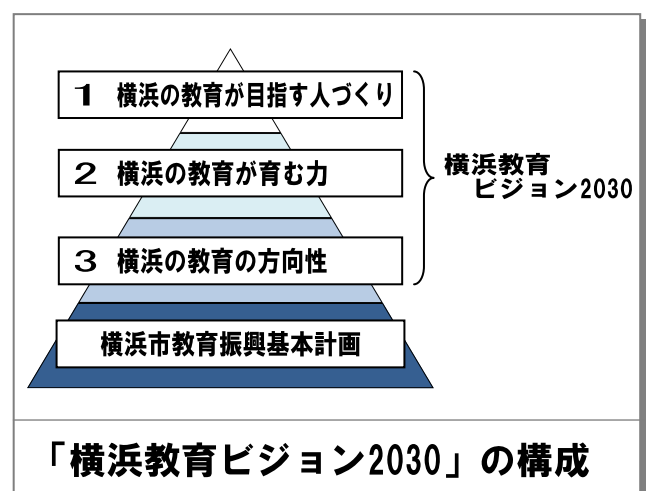 1 横浜の教育が目指す人づくり
2 横浜の教育が育む力
3 横浜の教育の方向性
横浜教育
ビジョン2030
横浜市教育振興基本計画
「横浜教育ビジョン2030」の構成